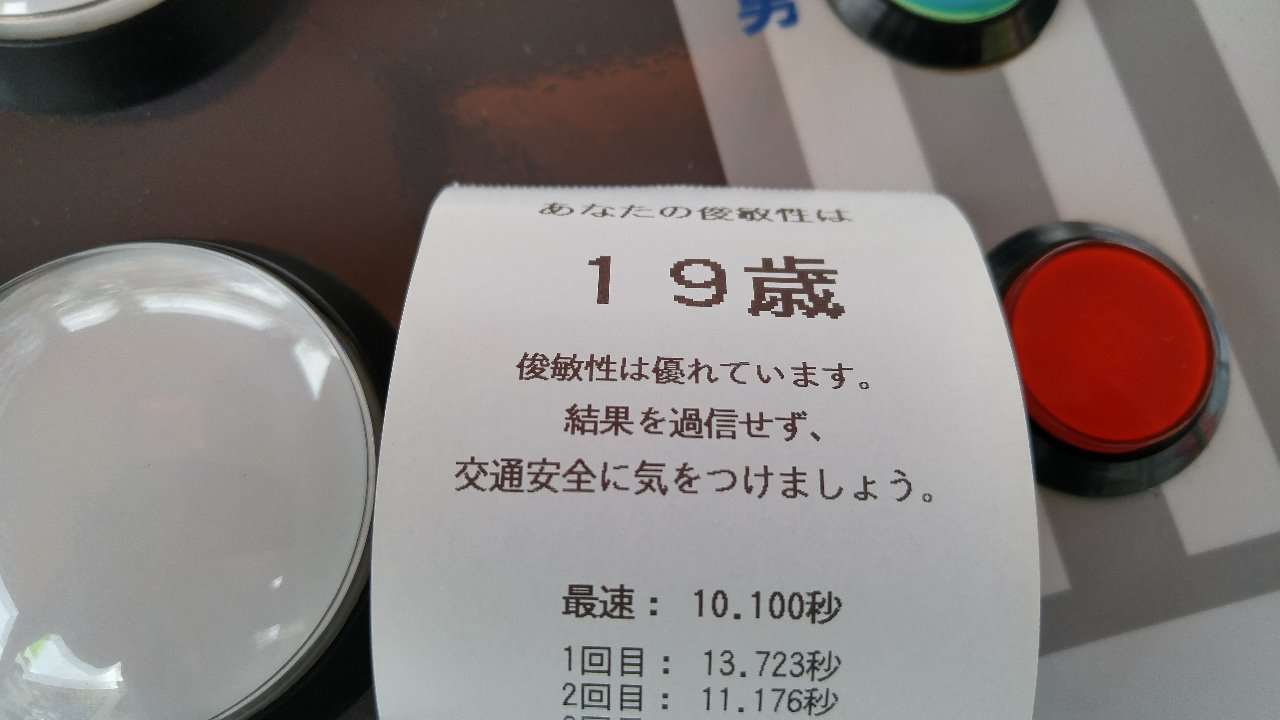 男
あなたの俊敏性は
１９歳
俊敏性は優れています。
結果を過信せず、
交通安全に気をつけましょう。
最速： 10.100秒
1回目： 13.723秒
2回目： 11.176秒